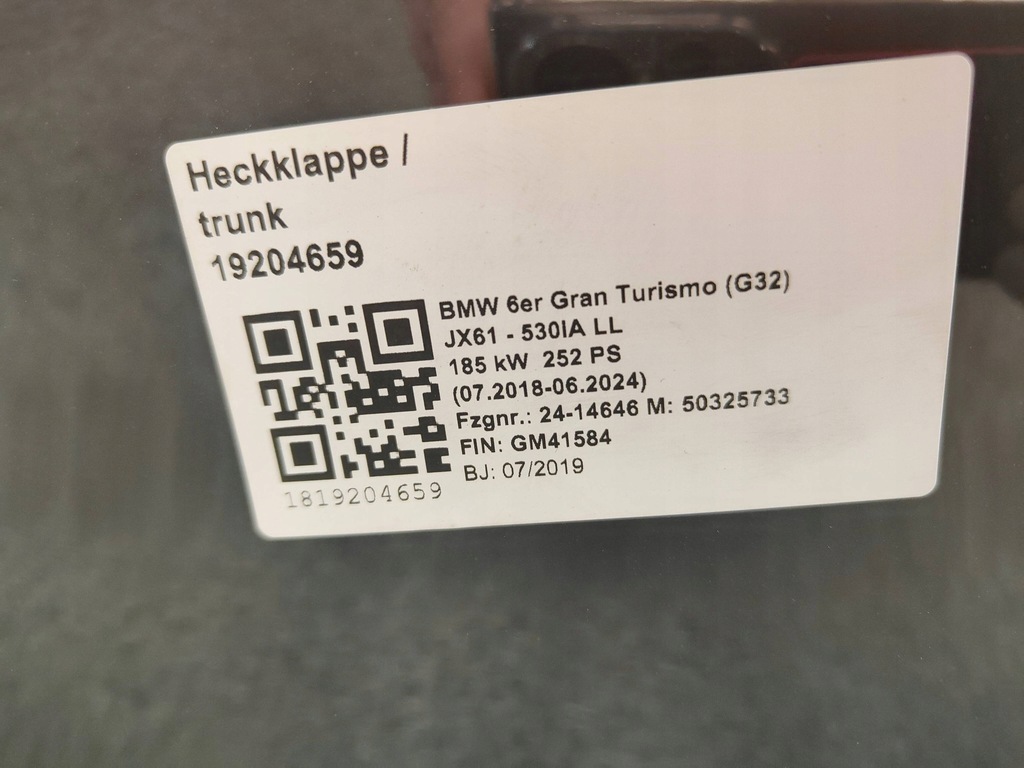 Heckklappe /
trunk
19204659
BMW 6er Gran Turismo (G32)
JX61 - 530IA LL
185 kW 252 PS
(07.2018-06.2024)
Fzgnr.: 24-14646 M: 50325733
FIN: GM41584
BJ: 07/2019
1819204659